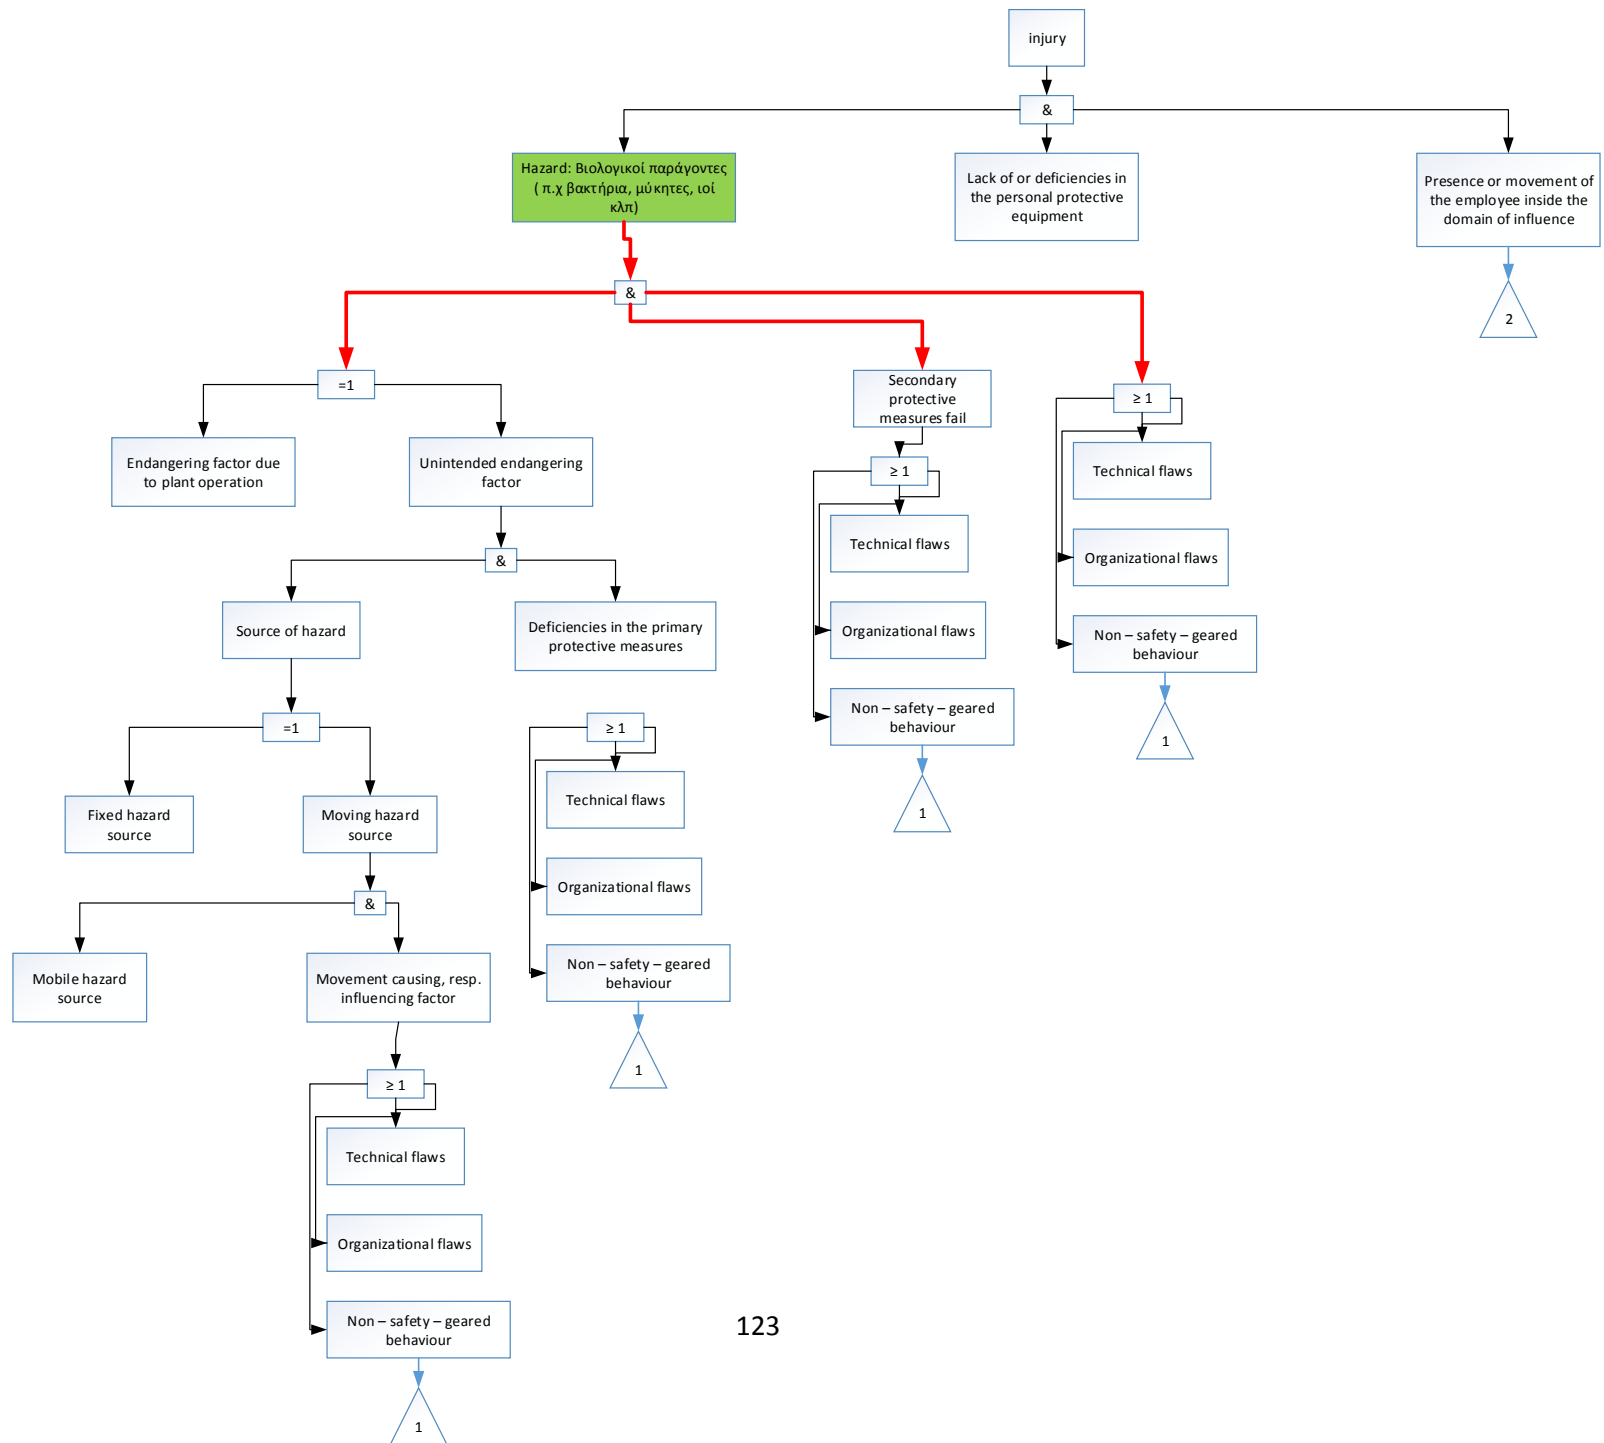 injury
&
Hazard: Βιολογικοί παράγοντες
( π.χ βακτήρια, μύκητες, ιοί
κλπ)
Lack of or deficiencies in
the personal protective
equipment
Presence or movement of
the employee inside the
domain of influence
2
&
=1
Secondary
protective
measures fail
≥ 1
Endangering factor due
to plant operation
Unintended endangering
factor
≥ 1
Technical flaws
Technical flaws
Organizational flaws
&
Source of hazard
Deficiencies in the primary
protective measures
Organizational flaws
Non – safety – geared
behaviour
Non – safety – geared
behaviour
1
=1
≥ 1
Fixed hazard
source
Moving hazard
source
Technical flaws
1
Organizational flaws
&
Mobile hazard
source
Movement causing, resp.
influencing factor
Non – safety – geared
behaviour
1
≥ 1
Technical flaws
Organizational flaws
Non – safety – geared
behaviour
1
123